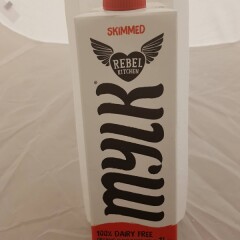 SKIMMED
REBEL
KITCHEN
MYLK
100% DAIRY FREE